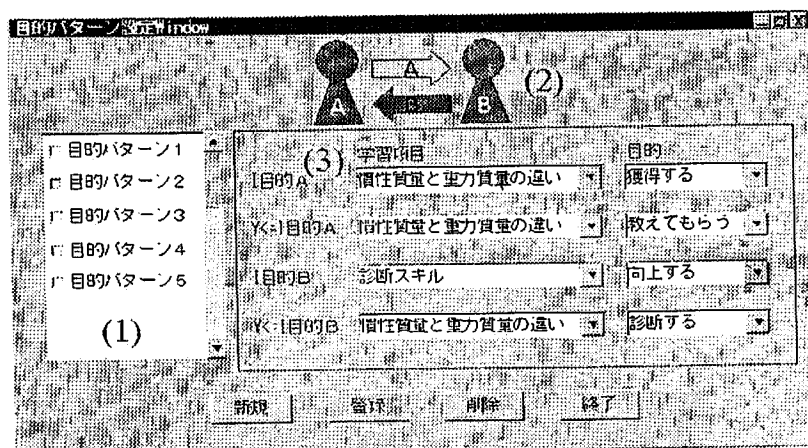 目的パターン設定Window
A
A B (2)
目的パターン1
目的パターン2
目的パターン3
目的パターン4
目的パターン5
(1)
(3) 学習項目 目的
I目的A 慣性質量と重力質量の違い 獲得する
Y<=I目的A 慣性質量と重力質量の違い 教えてもらう
I目的B 診断スキル 向上する
Y<=I目的B 慣性質量と重力質量の違い 診断する
新規 登録 削除 終了